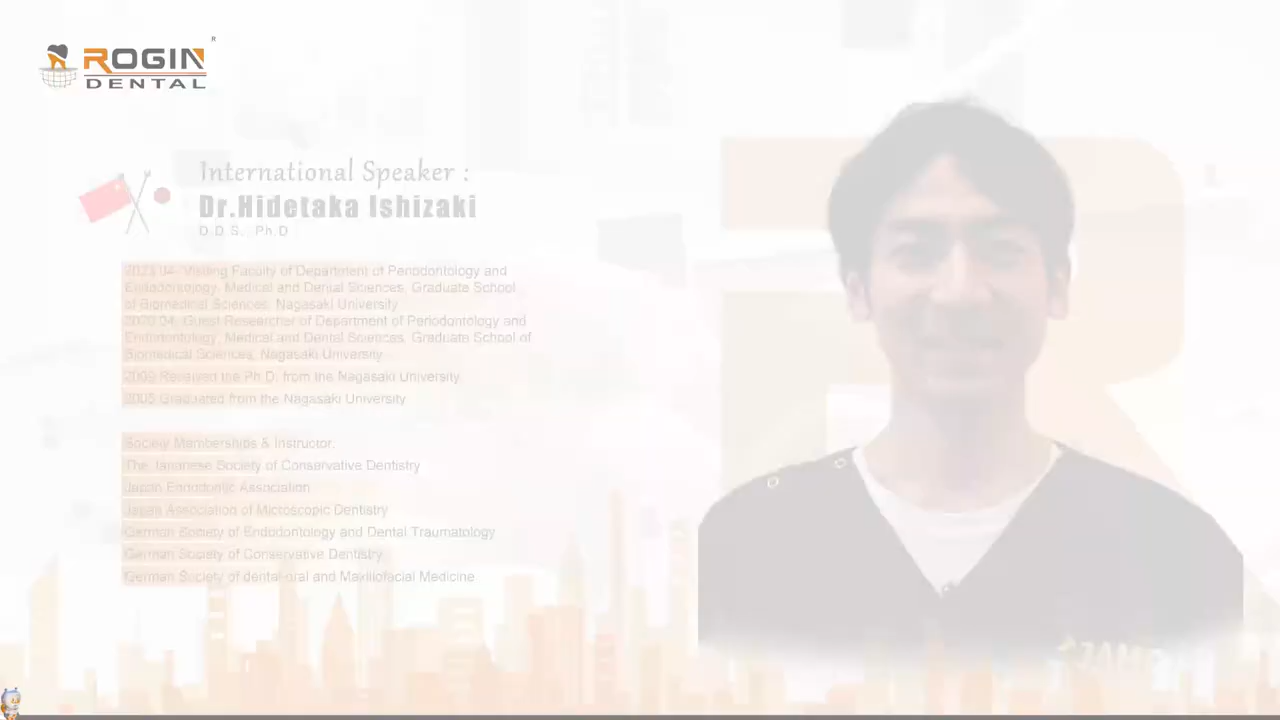 ROGIN®
DENTAL
International Speaker :
Dr.Hidetaka Ishizaki
D.D.S. Ph.D
2023.04- Visiting Faculty of Department of Periodontology and
Endodontology, Medical and Dental Sciences, Graduate School
of Biomedical Sciences, Nagasaki University
2020.04- Guest Researcher of Department of Periodontology and
Endodontology, Medical and Dental Sciences, Graduate School of
Biomedical Sciences, Nagasaki University
2009 Received the Ph.D. from the Nagasaki University
2005 Graduated from the Nagasaki University
Society Memberships & Instructor:
The Japanese Society of Conservative Dentistry
Japan Endodontic Association
Japan Association of Microscopic Dentistry
German Society of Endodontology and Dental Traumatology
German Society of Conservative Dentistry
German Society of dental oral and Maxillofacial Medicine